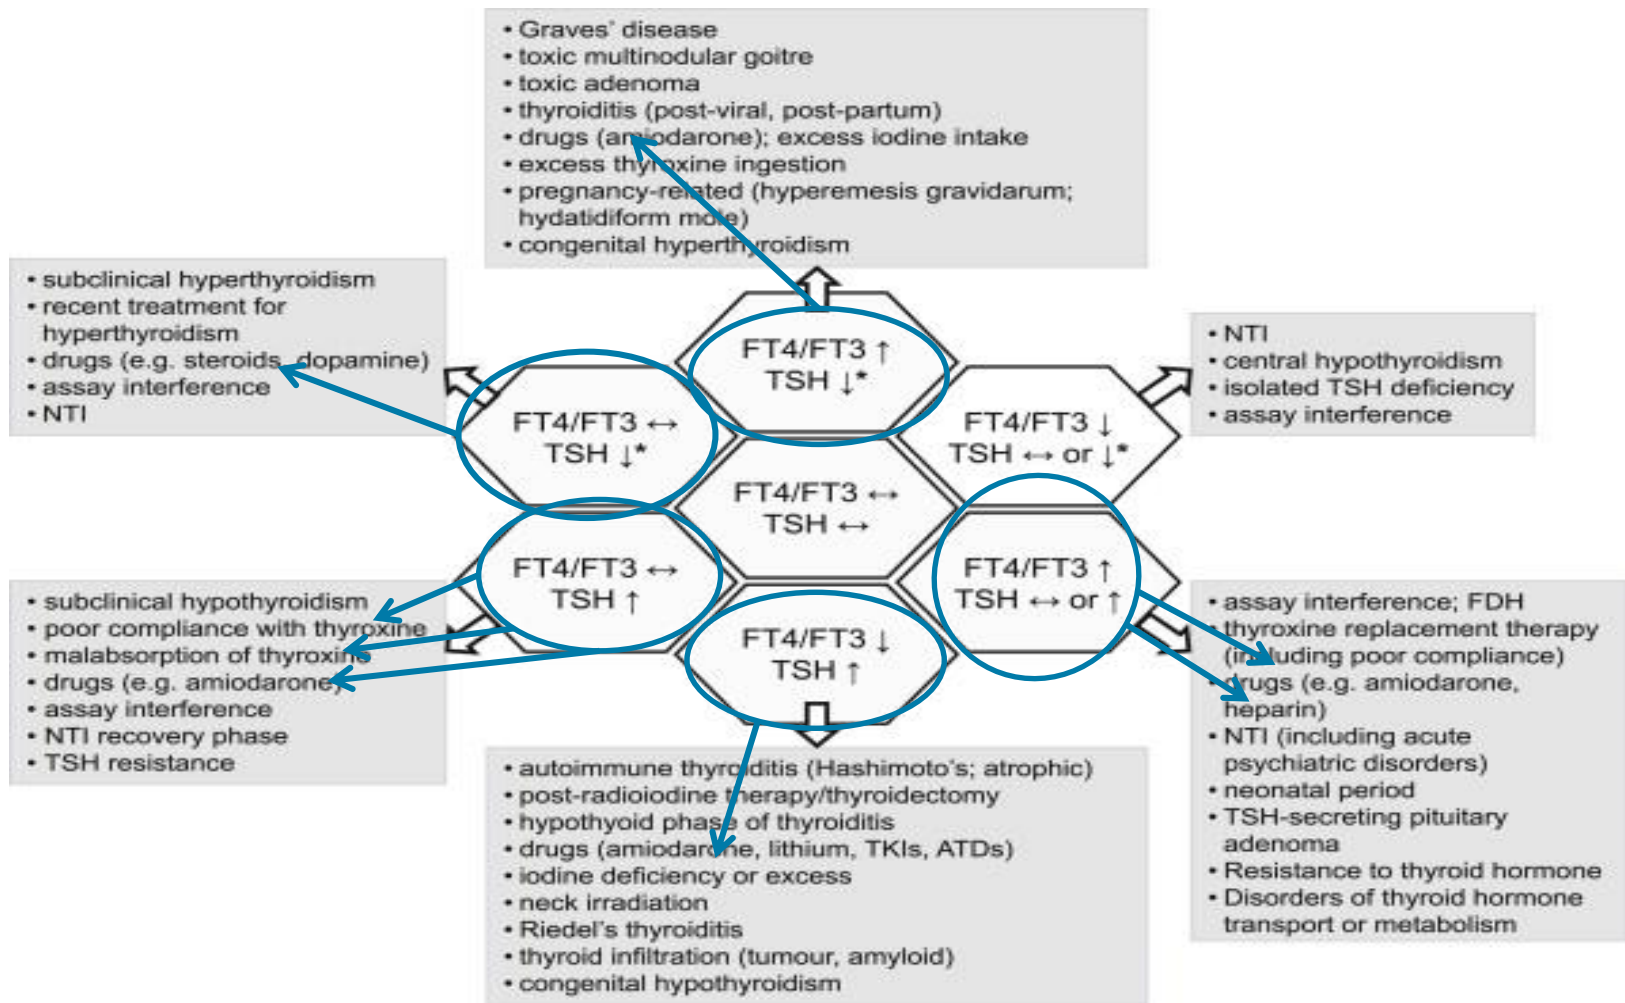 • Graves' disease
• toxic multinodular goitre
• toxic adenoma
• thyroiditis (post-viral, post-partum)
• drugs (amiodarone); excess iodine intake
• excess thyroxine ingestion
• pregnancy-related (hyperemesis gravidarum;
hydatidiform mole)
• congenital hyperthyroidism
• subclinical hyperthyroidism
• recent treatment for
hyperthyroidism
• drugs (e.g. steroids, dopamine)
• assay interference
• NTI
FT4/FT3 ↑
TSH ↓*
• NTI
• central hypothyroidism
• isolated TSH deficiency
• assay interference
FT4/FT3 ↔
TSH ↓*
FT4/FT3 ↓
TSH ↔ or ↓*
FT4/FT3 ↔
TSH ↔
FT4/FT3 ↔
TSH ↑
FT4/FT3 ↑
TSH ↔ or ↑
FT4/FT3 ↓
TSH ↑
• subclinical hypothyroidism
• poor compliance with thyroxine
• malabsorption of thyroxine
• drugs (e.g. amiodarone)
• assay interference
• NTI recovery phase
• TSH resistance
• assay interference; FDH
• thyroxine replacement therapy
(including poor compliance)
• drugs (e.g. amiodarone,
heparin)
• NTI (including acute
psychiatric disorders)
• neonatal period
• TSH-secreting pituitary
adenoma
• Resistance to thyroid hormone
• Disorders of thyroid hormone
transport or metabolism
• autoimmune thyroiditis (Hashimoto's; atrophic)
• post-radioiodine therapy/thyroidectomy
• hypothyoid phase of thyroiditis
• drugs (amiodarone, lithium, TKIs, ATDs)
• iodine deficiency or excess
• neck irradiation
• Riedel's thyroiditis
• thyroid infiltration (tumour, amyloid)
• congenital hypothyroidism